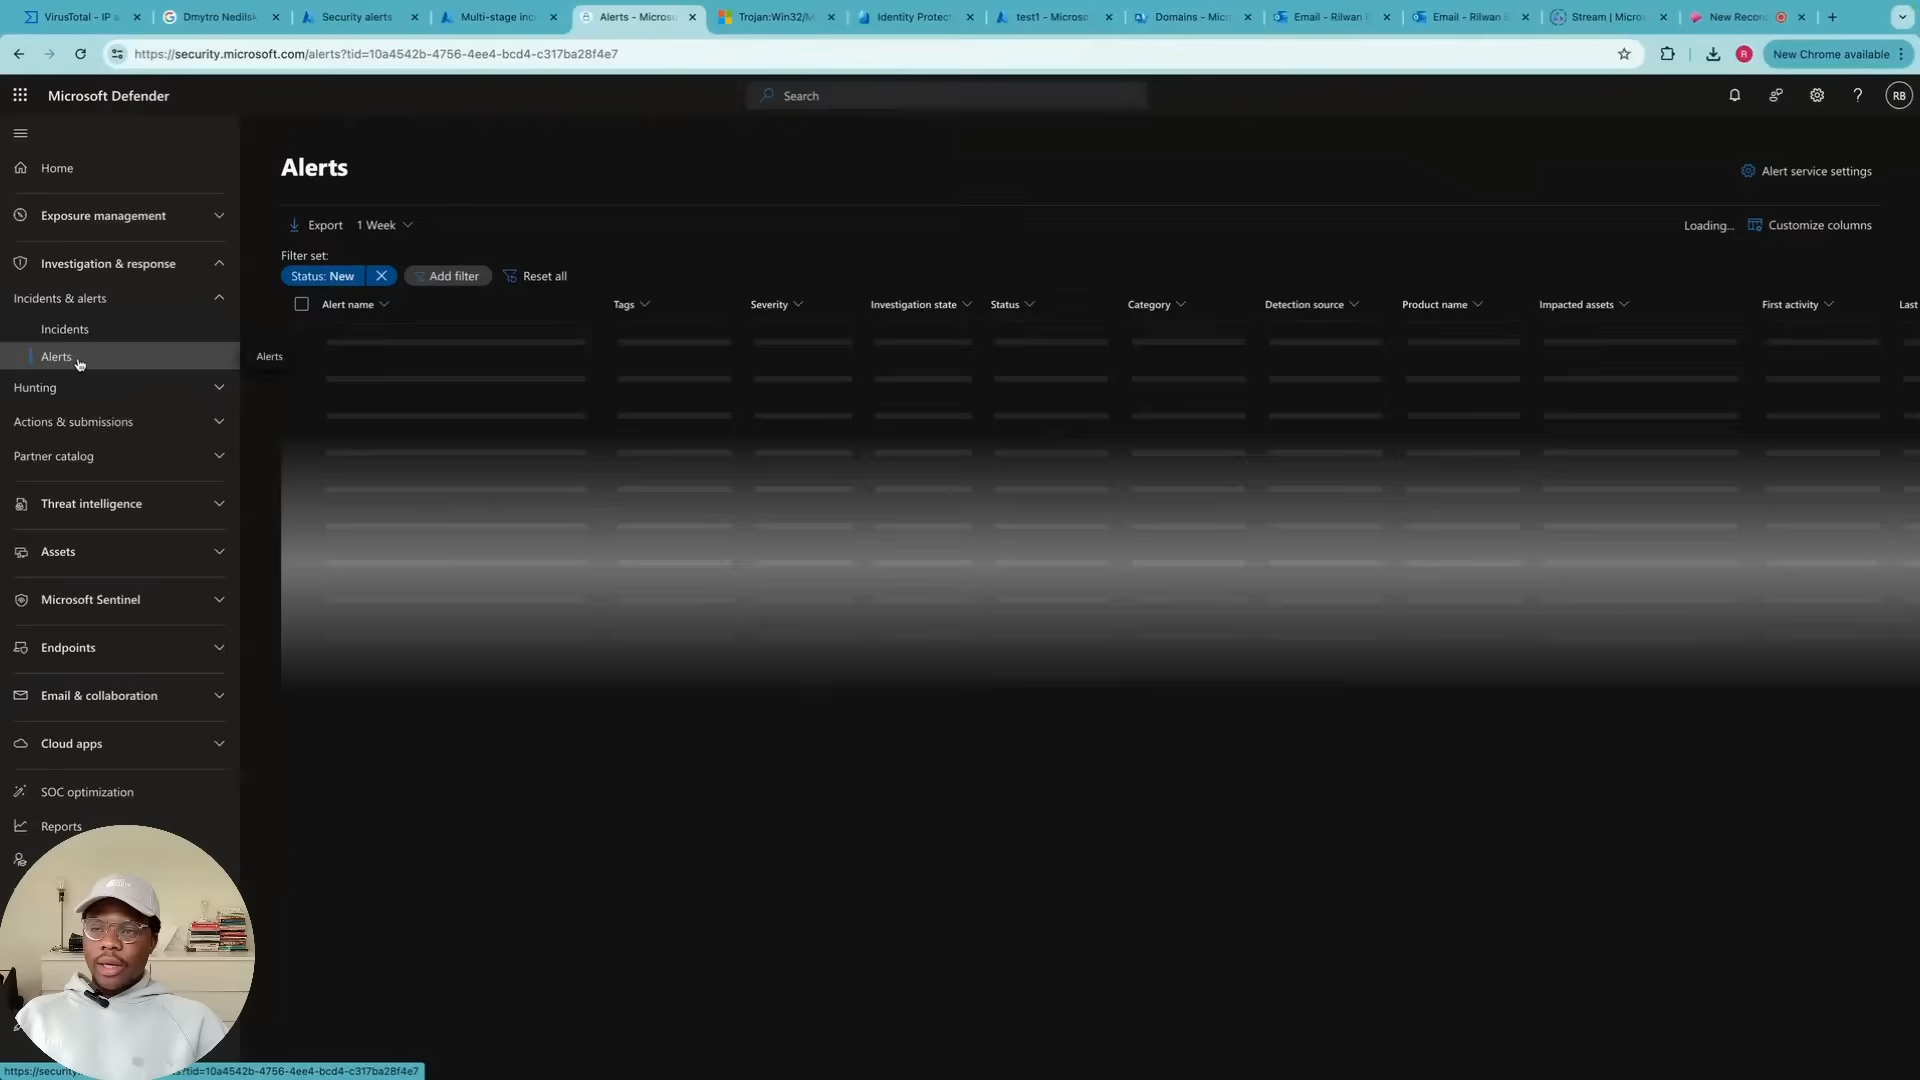 VirusTotal - IP a
Dmytro Nedilsk
Security alerts
Multi-stage inc
Alerts - Microso
Trojan:Win32/M
Identity Protec
test1 - Microso
Domains - Micr
Email - Rilwan
Email - Rilwan
Stream | Micro
New Recor
https://security.microsoft.com/alerts?tid=10a4542b-4756-4ee4-bcd4-c317ba28f4e7
R
New Chrome available
Microsoft Defender
Search
RB
Home
Alerts
Alert service settings
Exposure management
Export
1 Week
Loading...
Customize columns
Filter set:
Investigation & response
Status: New
Add filter
Reset all
Incidents & alerts
Alert name
Tags
Severity
Investigation state
Status
Category
Detection source
Product name
Impacted assets
First activity
Last
Incidents
Alerts
Alerts
Hunting
Actions & submissions
Partner catalog
Threat intelligence
Assets
Microsoft Sentinel
Endpoints
Email & collaboration
Cloud apps
SOC optimization
Reports
https://security.
?tid=10a4542b-4756-4ee4-bcd4-c317ba28f4e7